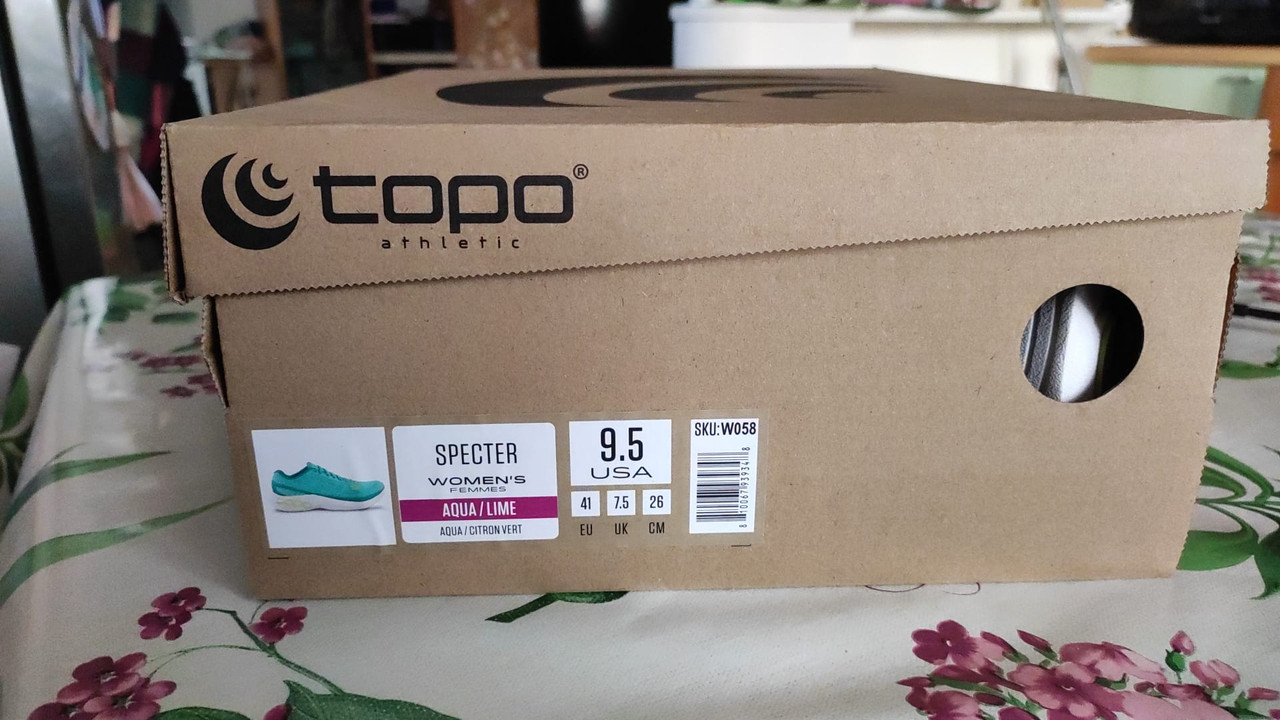 topo®
athletic
SPECTER
WOMEN'S
FEMMES
AQUA / LIME
AQUA / CITRON VERT
9.5
USA
41 7.5 26
EU UK CM
SKU:W058